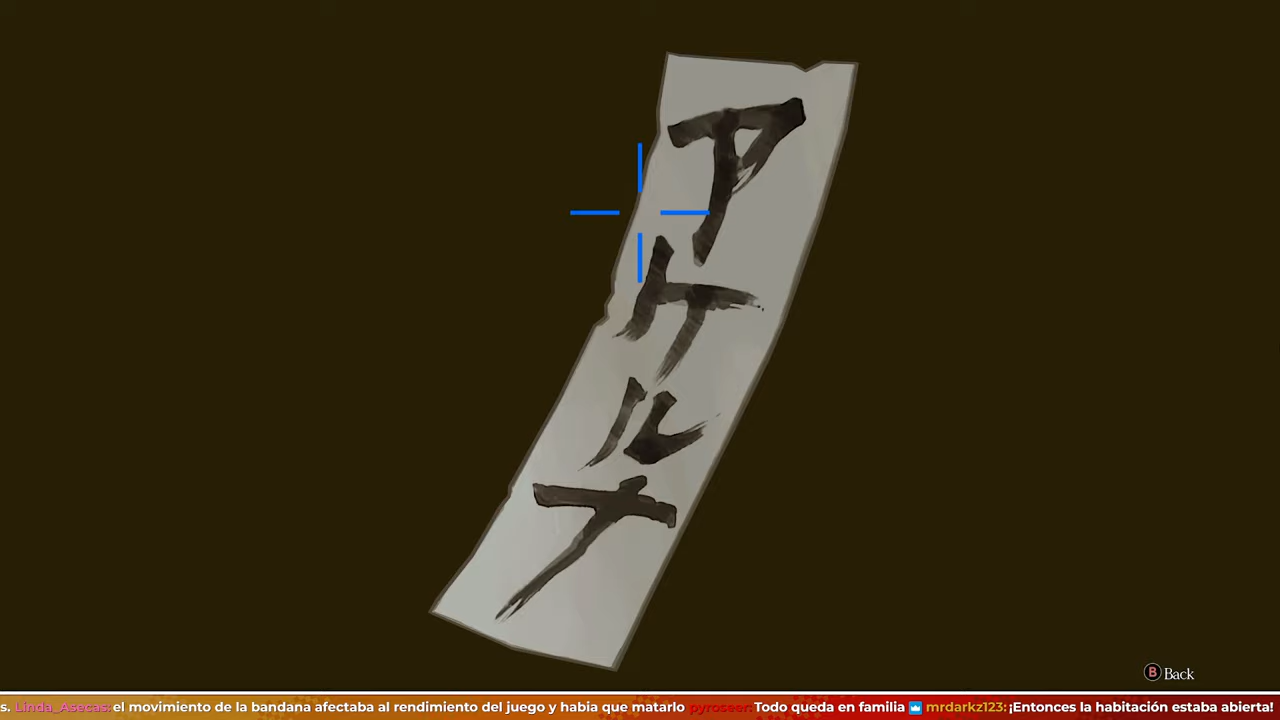 アケルナ
Back
s. Linda_Asecas: el movimiento de la bandana afectaba al rendimiento del juego y habia que matarlo pyroseer: Todo queda en familia mrdarkz123: ¡Entonces la habitación estaba abierta!